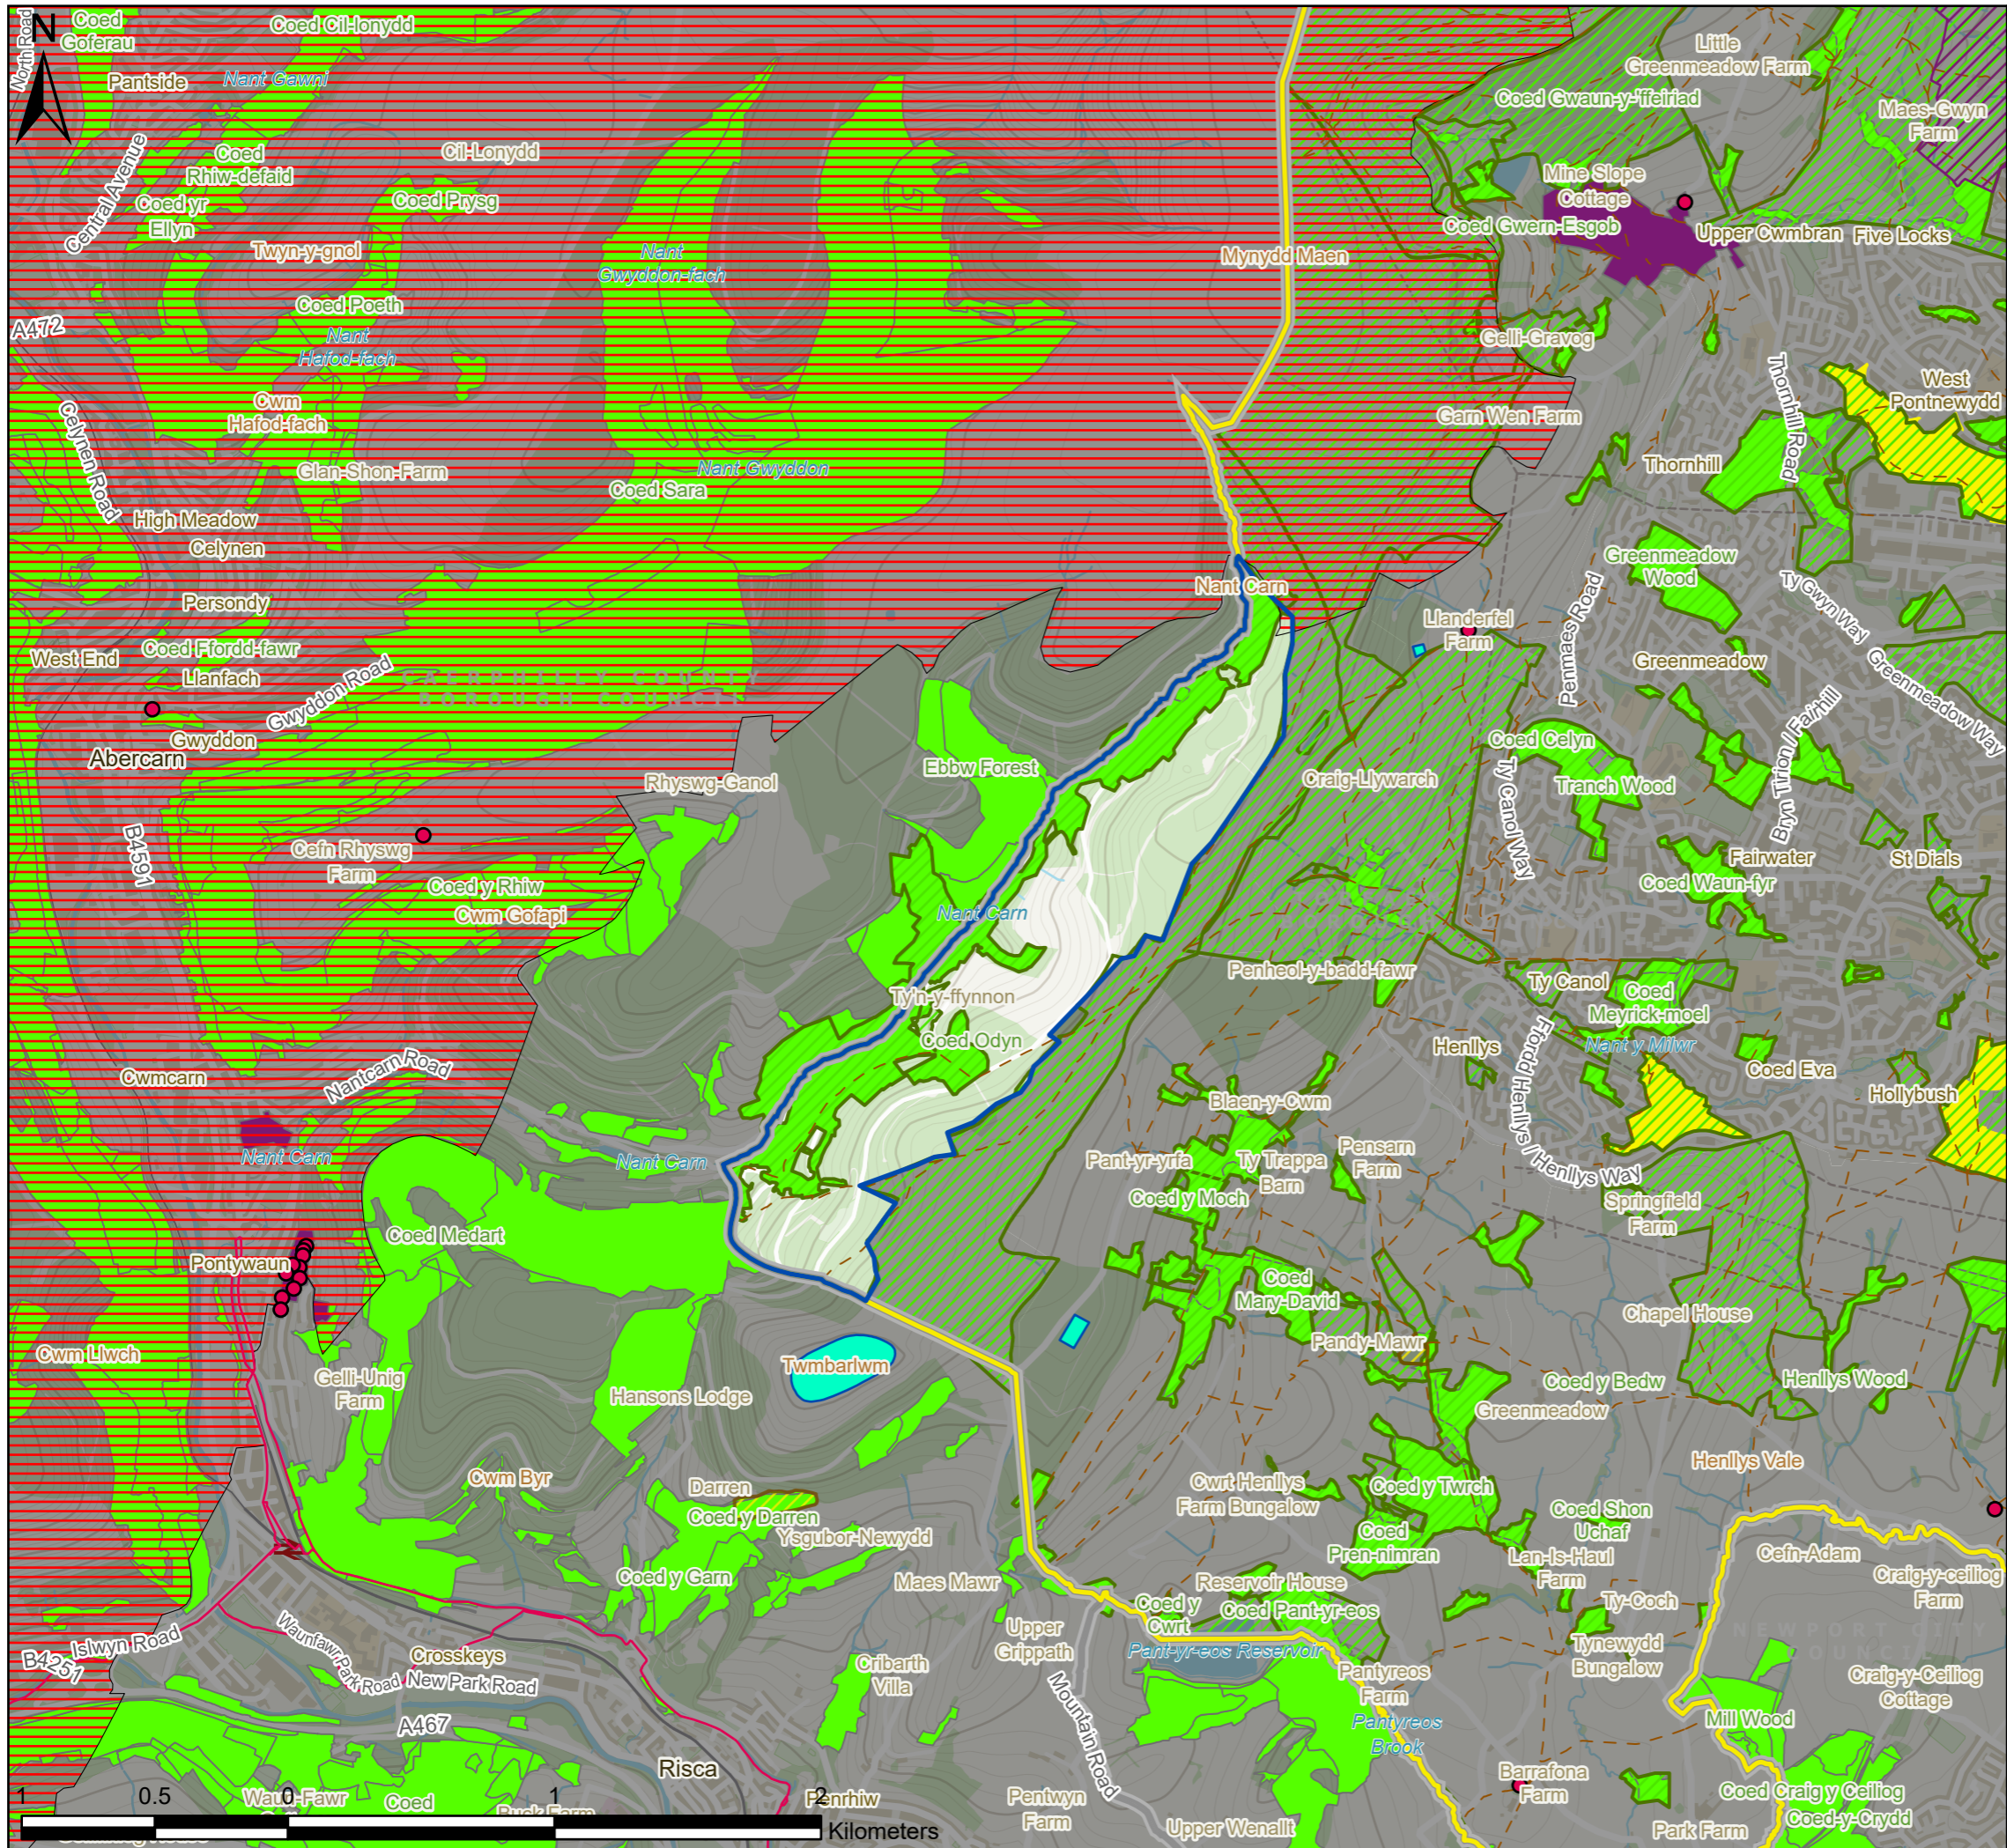 North Road
N
Coed
Goferau
Coed Cil-lonydd
Pantside
Nant Gawni
Little
Greenmeadow Farm
Coed Gwaun-y-'ffeiriad
Maes-Gwyn
Farm
Central Avenue
Coed
Rhiw-defaid
Cil-Lonydd
Coed Prysg
Coed yr
Ellyn
Twyn-y-gnol
Nant
Gwyddon-fach
Mynydd Maen
Mine Slope
Cottage
Coed Gwern-Esgob
Upper Cwmbran
Five Locks
Coed Poeth
A472
Nant
Hafod-fach
Gelli-Gravog
Thornhill Road
West
Pontnewydd
Cwm
Hafod-fach
Celynen Road
Garn Wen Farm
Glan-Shon-Farm
Nant Gwyddon
Coed Sara
Thornhill
High Meadow
Celynen
Greenmeadow
Wood
Nant Carn
Persondy
Penmaes Road
Ty Gwyn Way
Llanderfel
Farm
Coed Ffordd-fawr
West End
Llanfach
Gwyddon Road
CAERPHILLY COUNTY
BOROUGH COUNCIL
Greenmeadow
Greenmeadow Way
Gwyddon
Abercarn
Coed Celyn
Bryn Tirion / Fairhill
Ebbw Forest
Rhyswg-Ganol
Craig-Llywarch
Ty Canol Way
Tranch Wood
B4591
Cefn Rhyswg
Farm
Fairwater
St Dials
Coed y Rhiw
Coed Waun-fyr
Cwm Gofapi
Nant Carn
Penheol-y-badd-fawr
Ty Canol
Coed
Meyrick-moel
Ty'n-y-ffynnon
Coed Odyn
Henllys
Nant y Milwr
Ffordd Henllys / Henllys Way
Coed Eva
Hollybush
Cwmcarn
Nantcarn Road
Blaen-y-Cwm
Nant Carn
Nant Carn
Pant-yr-yrfa
Ty Trappa
Barn
Pensarn
Farm
Coed y Moch
Springfield
Farm
Coed Medart
Pontywaun
Coed
Mary-David
Chapel House
Pandy-Mawr
Cwm Llwch
Twmbarlwm
Gelli-Unig
Farm
Hansons Lodge
Coed y Bedw
Henllys Wood
Greenmeadow
Henllys Vale
Cwm Byr
Darren
Coed y Darren
Cwrt Henllys
Farm Bungalow
Coed y Twrch
Coed Shon
Uchaf
Ysgubor-Newydd
Coed
Pren-nimran
Cefn-Adam
Lan-Is-Haul
Farm
Coed y Garn
Maes Mawr
Reservoir House
Craig-y-ceiliog
Farm
Ty-Coch
Coed y
Cwrt
Coed Pant-yr-eos
Upper
Grippath
Waunfawr Park Road
Islwyn Road
B4251
Crosskeys
New Park Road
Pant-yr-eos Reservoir
NEWPORT CITY
COUNCIL
Tynewydd
Bungalow
Cribarth
Villa
Pantyreos
Farm
Craig-y-Ceiliog
Cottage
Mountain Road
A467
Pantyreos
Brook
Mill Wood
Risca
Barrafona
Farm
Coed Craig y Ceiliog
Coed-y-Crydd
Waun-Fawr
Coed
Penrhiw
Pentwyn
Farm
Upper Wenallt
Park Farm
1 0.5 0 1 2
Kilometers